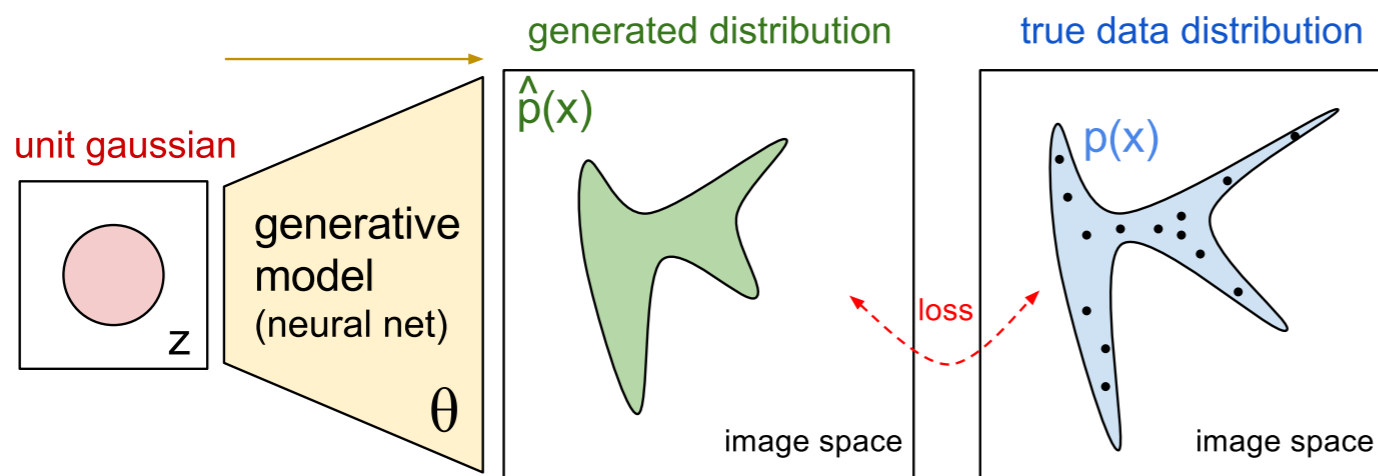 generated distribution
true data distribution
unit gaussian
z
generative
model
(neural net)
θ
p̂(x)
image space
loss
p(x)
image space